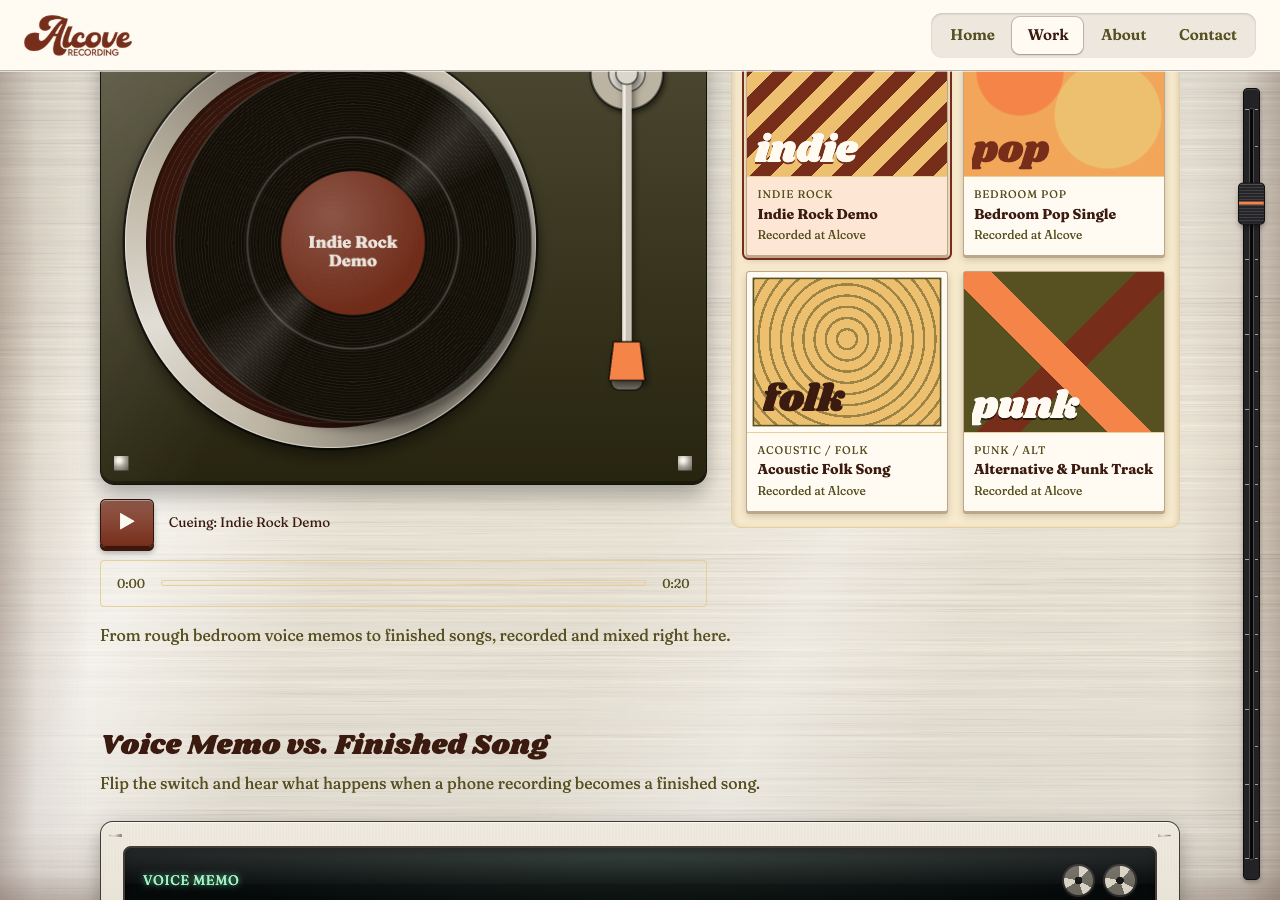 Alcove
RECORDING
Home
Work
About
Contact
Indie Rock
Demo
indie
INDIE ROCK
Indie Rock Demo
Recorded at Alcove
pop
BEDROOM POP
Bedroom Pop Single
Recorded at Alcove
folk
ACOUSTIC / FOLK
Acoustic Folk Song
Recorded at Alcove
punk
PUNK / ALT
Alternative & Punk Track
Recorded at Alcove
Cueing: Indie Rock Demo
0:00
0:20
From rough bedroom voice memos to finished songs, recorded and mixed right here.
Voice Memo vs. Finished Song
Flip the switch and hear what happens when a phone recording becomes a finished song.
VOICE MEMO